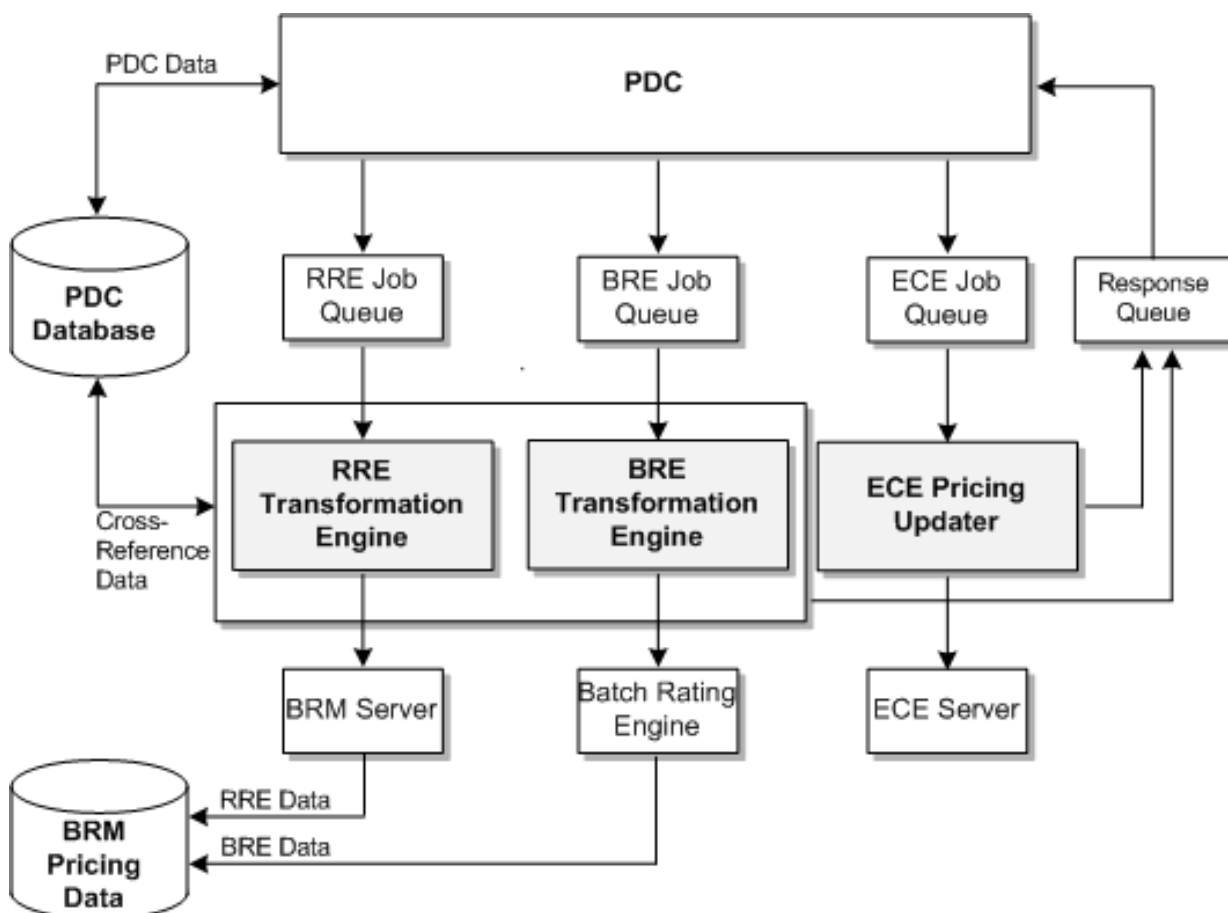 PDC Data
PDC
RRE Job
Queue
BRE Job
Queue
ECE Job
Queue
Response
Queue
PDC
Database
RRE
Transformation
Engine
BRE
Transformation
Engine
ECE Pricing
Updater
Cross-
Reference
Data
BRM Server
Batch Rating
Engine
ECE Server
RRE Data
BRE Data
BRM
Pricing
Data